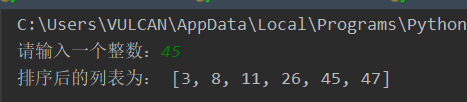 C:\Users\VULCAN\AppData\Local\Programs\Python
请输入一个整数：45
排序后的列表为： [3, 8, 11, 26, 45, 47]